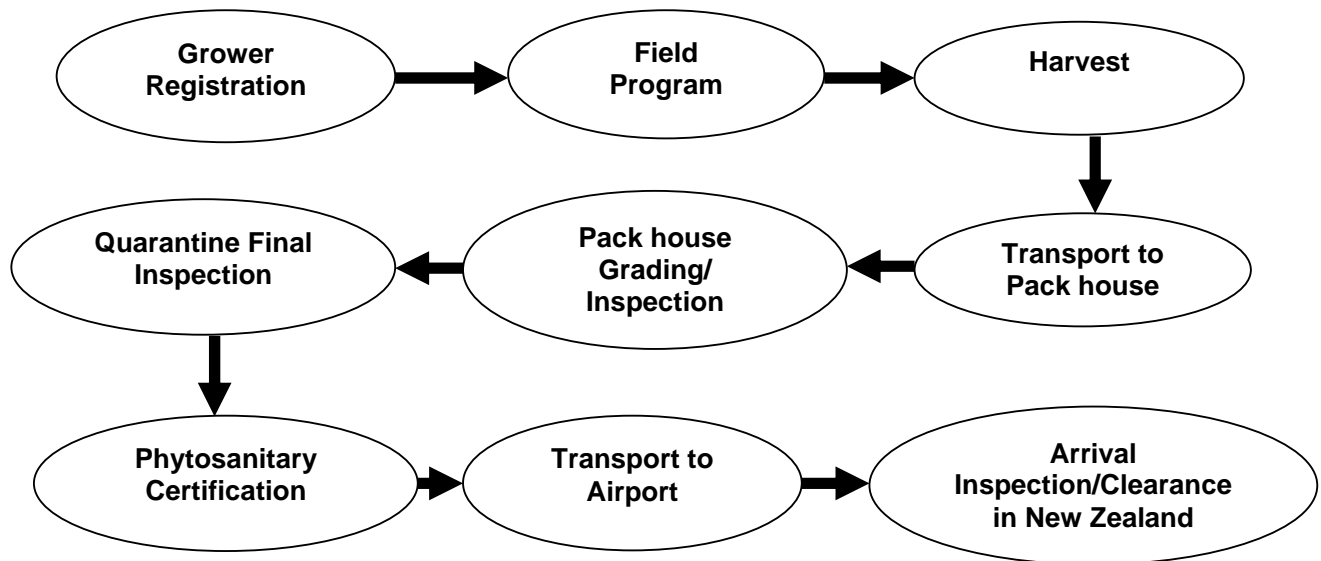 Grower
Registration
Field
Program
Harvest
Transport to
Pack house
Pack house
Grading/
Inspection
Quarantine Final
Inspection
Phytosanitary
Certification
Transport to
Airport
Arrival
Inspection/Clearance
in New Zealand